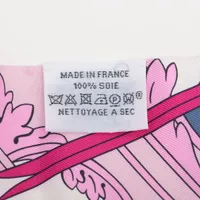 MADE IN FRANCE
100% SOIE
NETTOYAGE A SEC